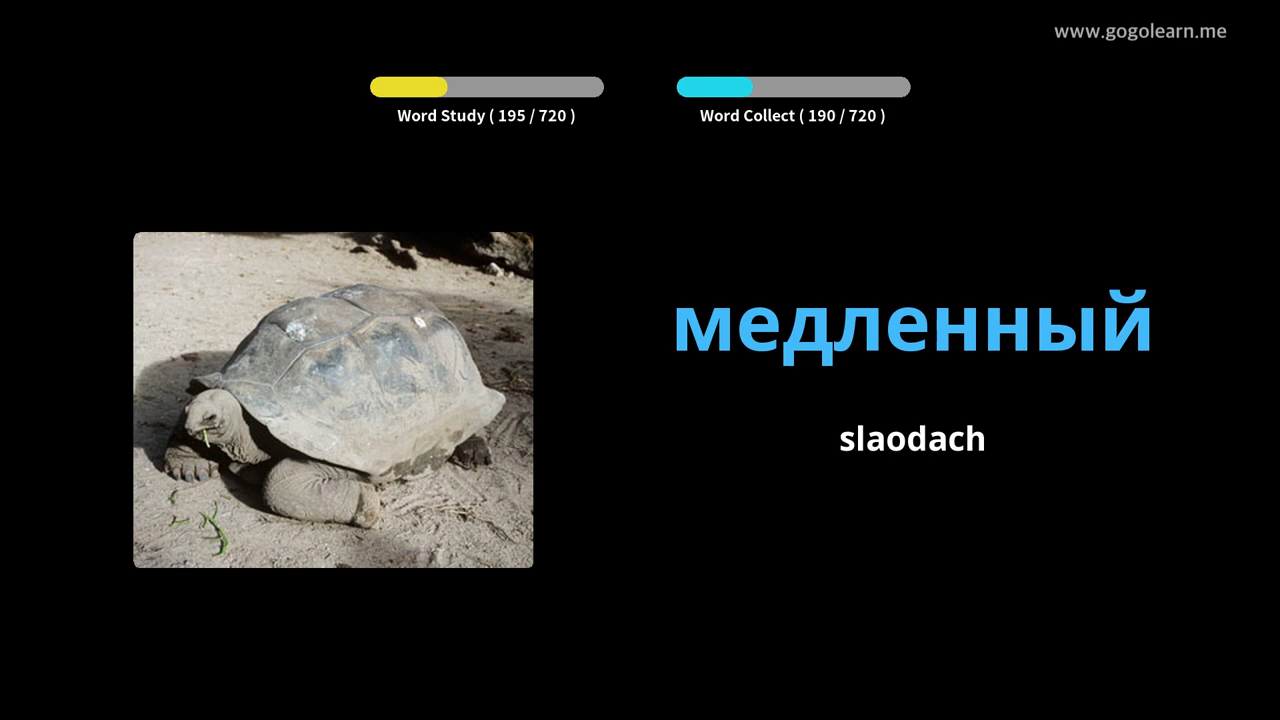 www.gogolearn.me
Word Study ( 195 / 720 )
Word Collect ( 190 / 720 )
медленный
slaodach